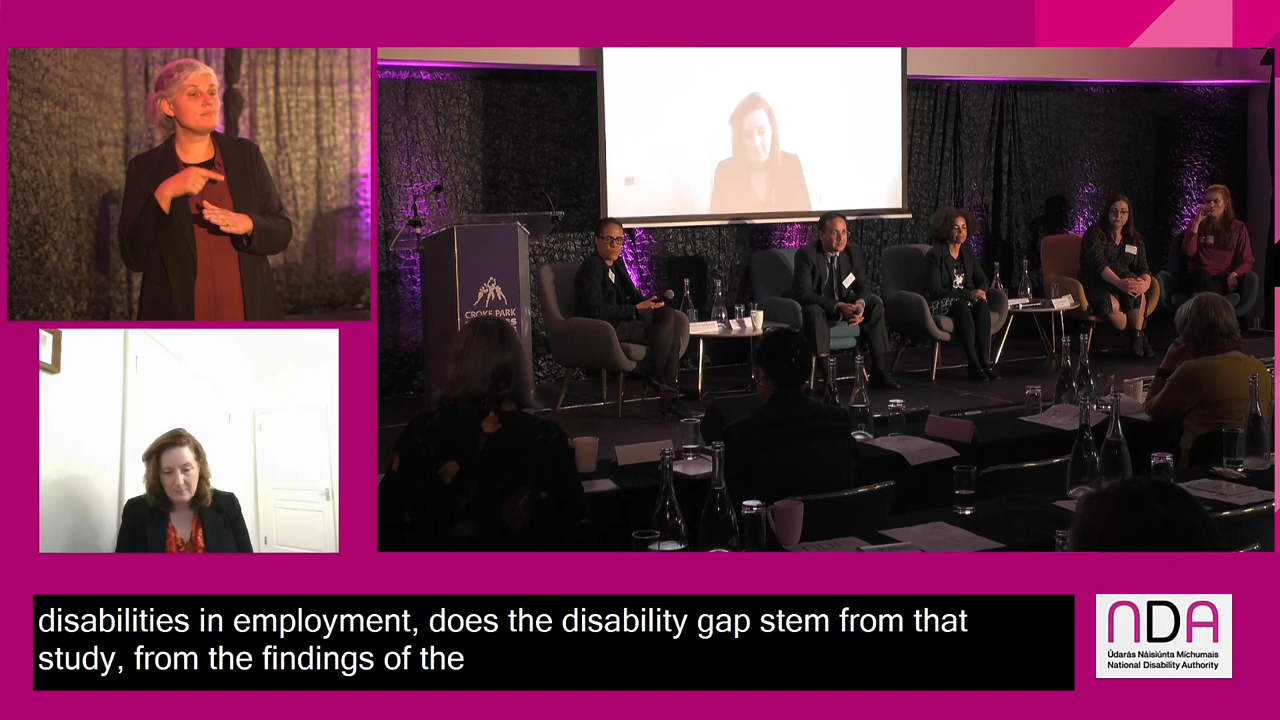 CROKE PARK
disabilities in employment, does the disability gap stem from that
study, from the findings of the
NDA
Údarás Náisiúnta Míchumais
National Disability Authority